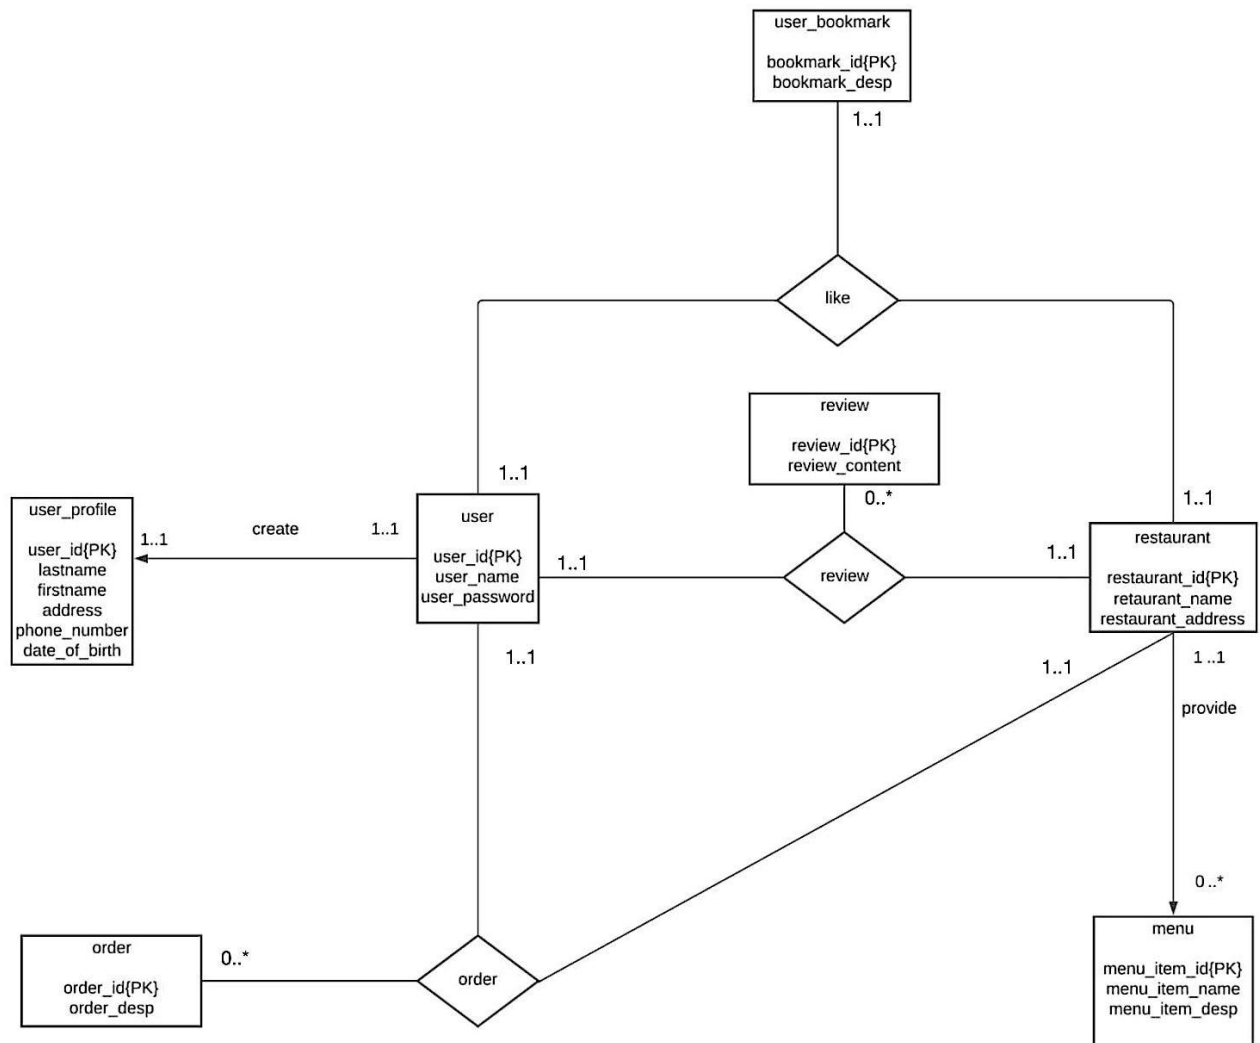 user_bookmark
bookmark_id{PK}
bookmark_desp
1..1
like
review
review_id{PK}
review_content
0..*
1..1
1..1
user_profile
user_id{PK}
lastname
firstname
address
phone_number
date_of_birth
1..1
create
1..1
user
user_id{PK}
user_name
user_password
1..1
review
1..1
restaurant
restaurant_id{PK}
retaurant_name
restaurant_address
1..1
1..1
1 ..1
provide
0 ..*
order
order_id{PK}
order_desp
0..*
order
menu
menu_item_id{PK}
menu_item_name
menu_item_desp